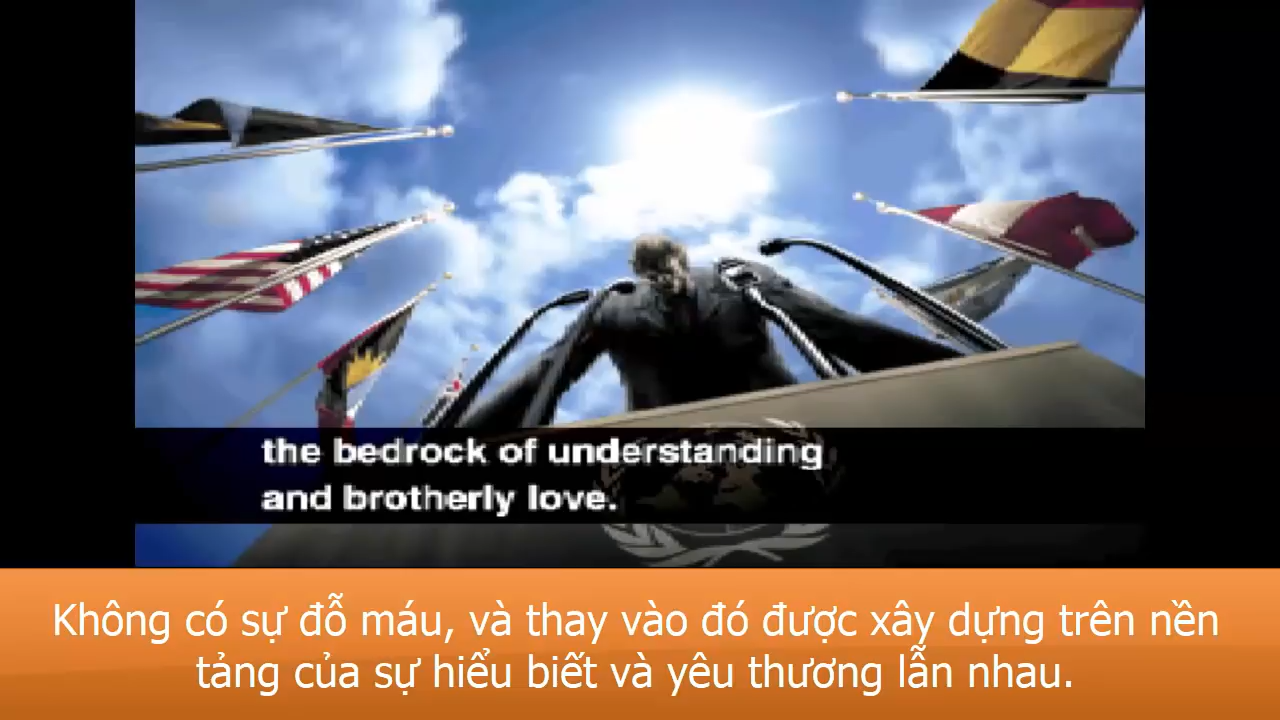 the bedrock of understanding
and brotherly love.
Không có sự đỗ máu, và thay vào đó được xây dựng trên nền
tảng của sự hiểu biết và yêu thương lẫn nhau.